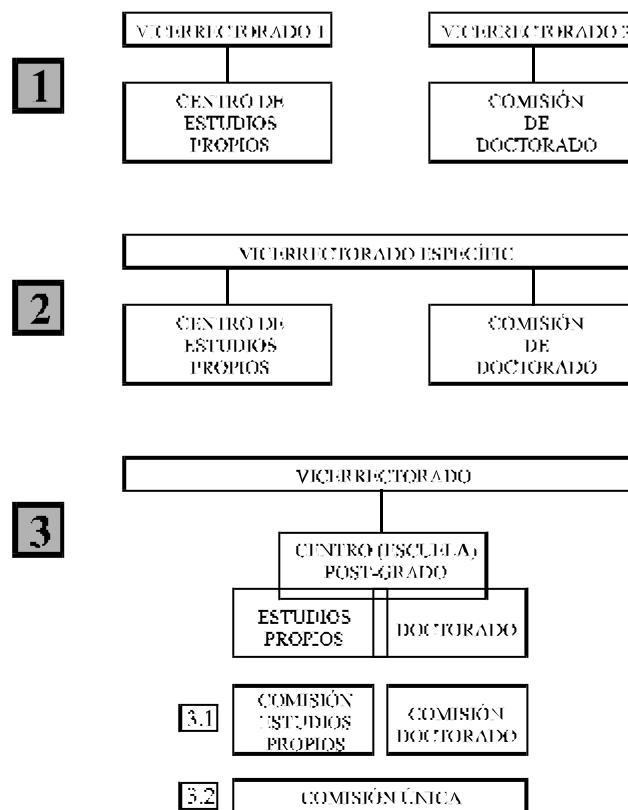 VICERRECTORADO 1
VICERRECTORADO 2
1
CENTRO DE
ESTUDIOS
PROPIOS
COMISIÓN
DE
DOCTORADO
VICERRECTORADO ESPECÍFIC
2
CENTRO DE
ESTUDIOS
PROPIOS
COMISIÓN
DE
DOCTORADO
VICERRECTORADO
3
CENTRO (ESCUELA)
POST-GRADO
ESTUDIOS
PROPIOS
DOCTORADO
3.1
COMISIÓN
ESTUDIOS
PROPIOS
COMISIÓN
DOCTORADO
3.2
COMISIÓN ÚNICA